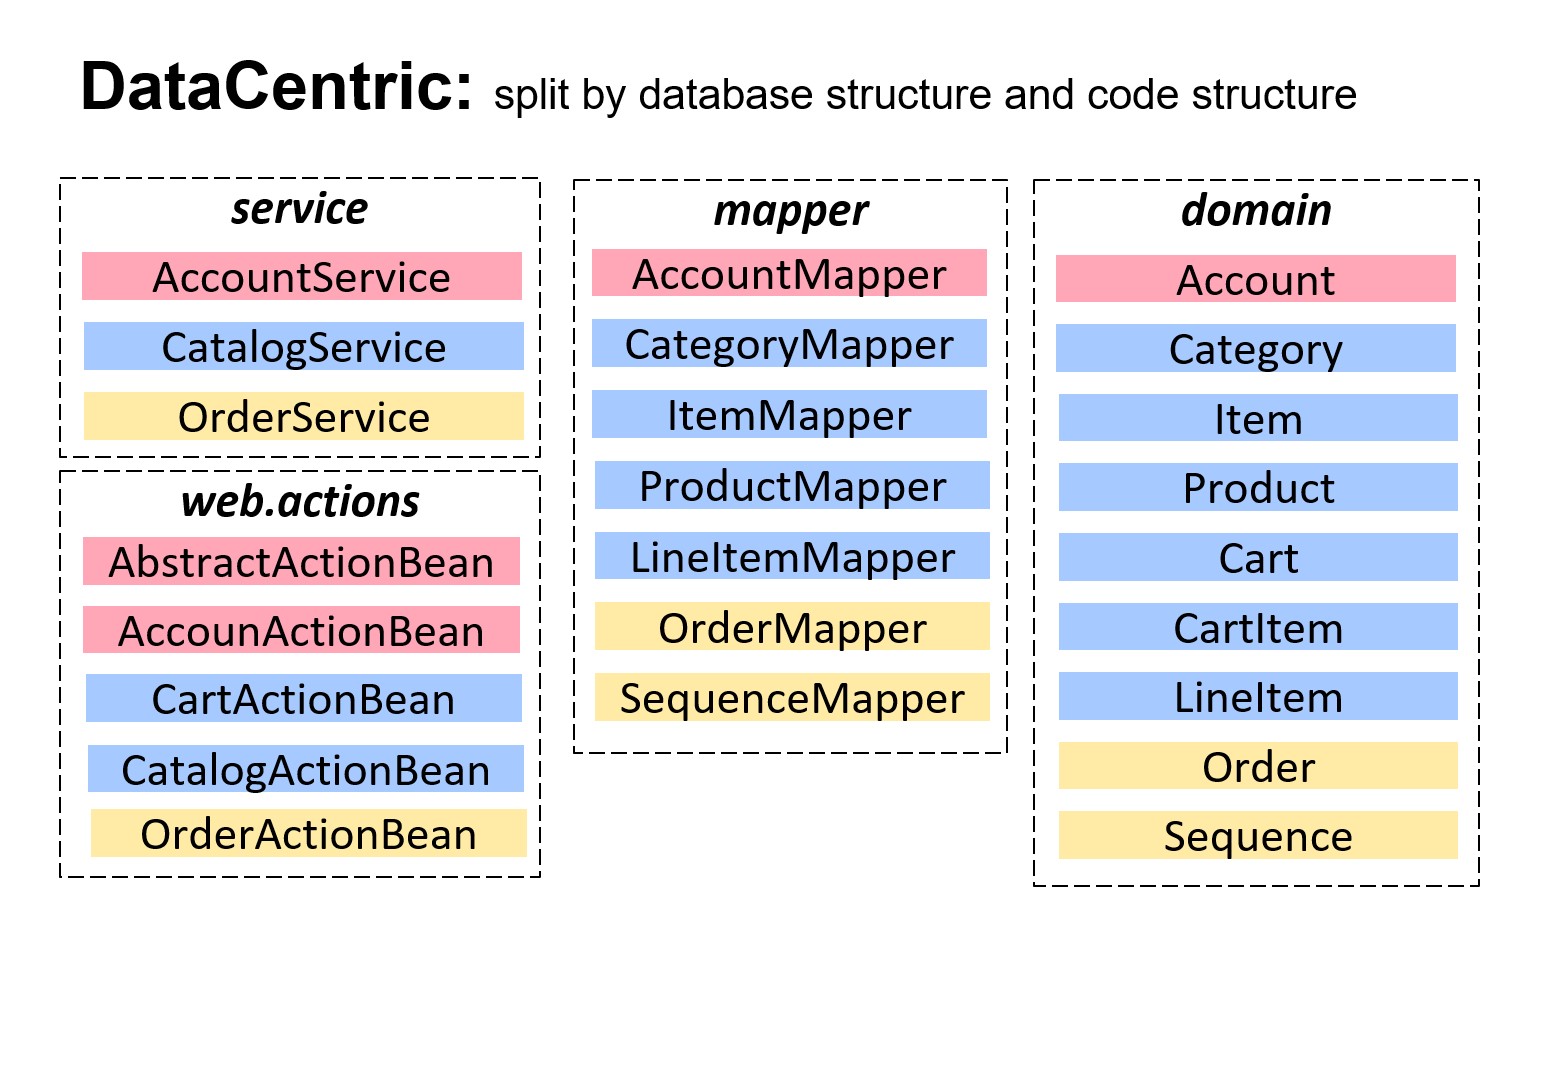 DataCentric: split by database structure and code structure
service
AccountService
CatalogService
OrderService
web.actions
AbstractActionBean
AccounActionBean
CartActionBean
CatalogActionBean
OrderActionBean
mapper
AccountMapper
CategoryMapper
ItemMapper
ProductMapper
LineItemMapper
OrderMapper
SequenceMapper
domain
Account
Category
Item
Product
Cart
CartItem
LineItem
Order
Sequence